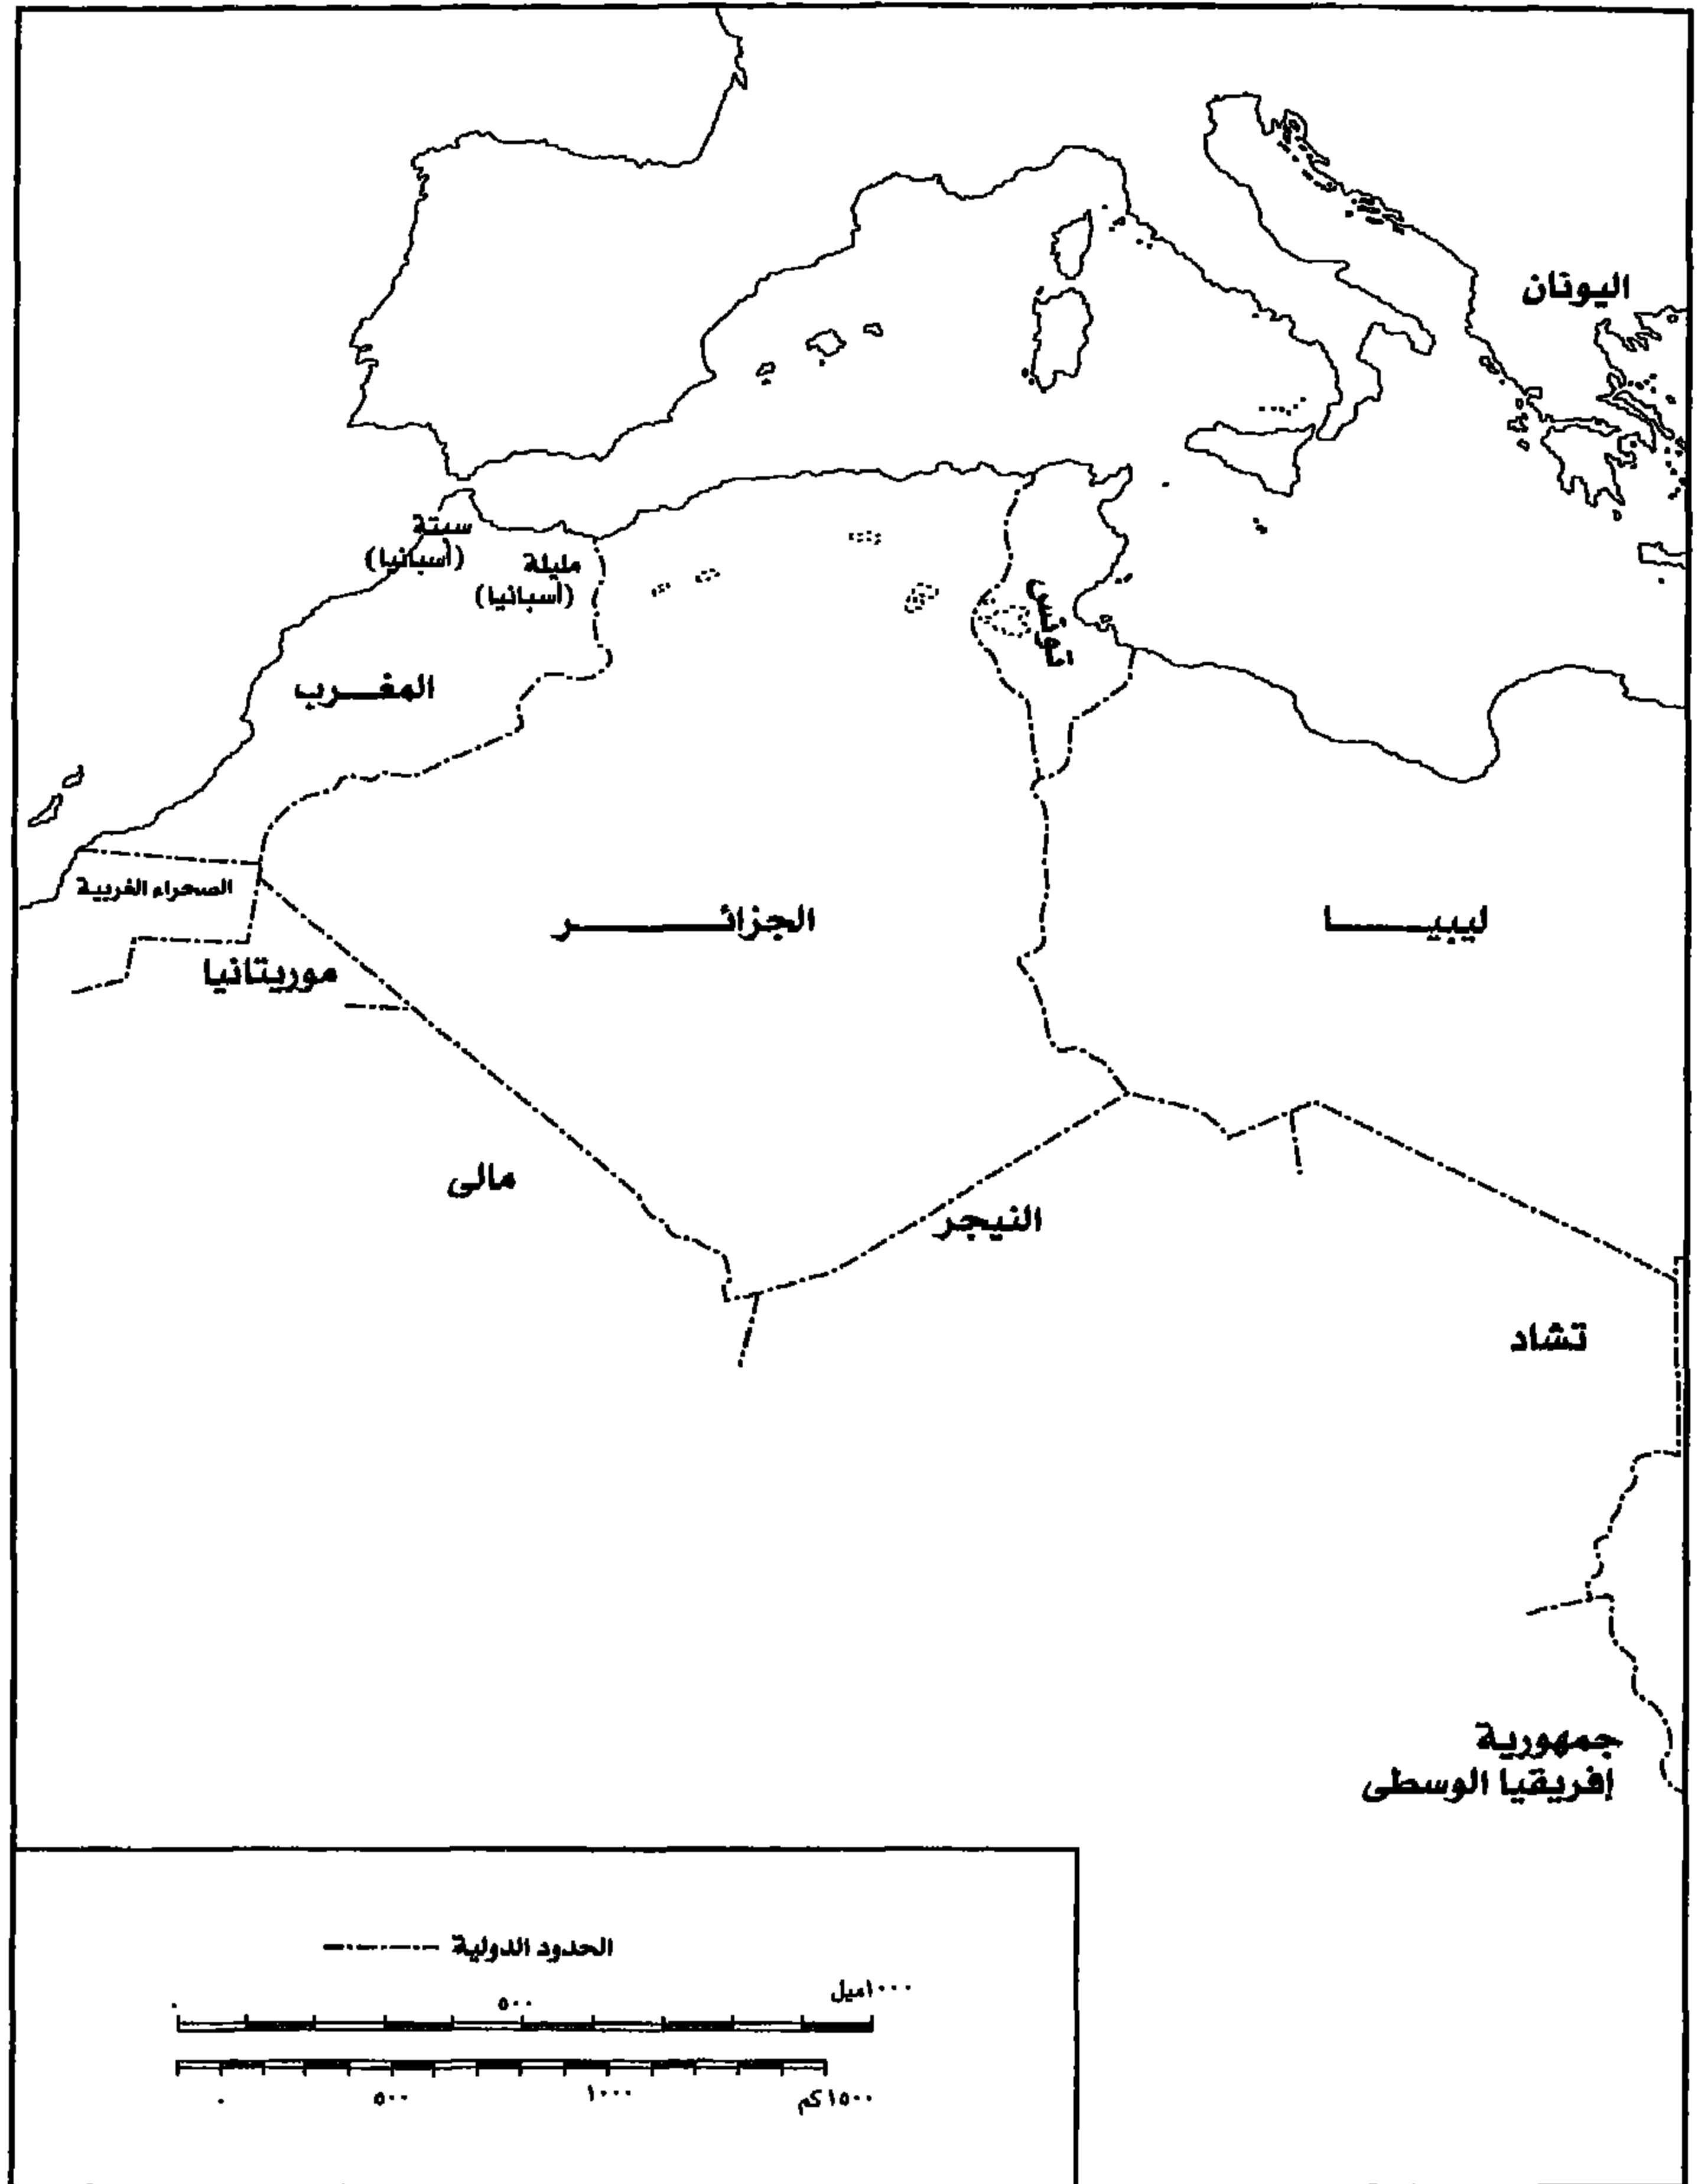 اليونان
سبتة
(أسبانيا)
مليلة
(أسبانيا)
المغرب
الصحراء الغربية
الجزائر
ليبيا
موريتانيا
مالى
النيجر
تشاد
جمهورية
إفريقيا الوسطى
الحدود الدولية
٠ ٥٠٠ ١٠٠٠ميل
٠ ٥٠٠ ١٠٠٠ ١٥٠٠كم